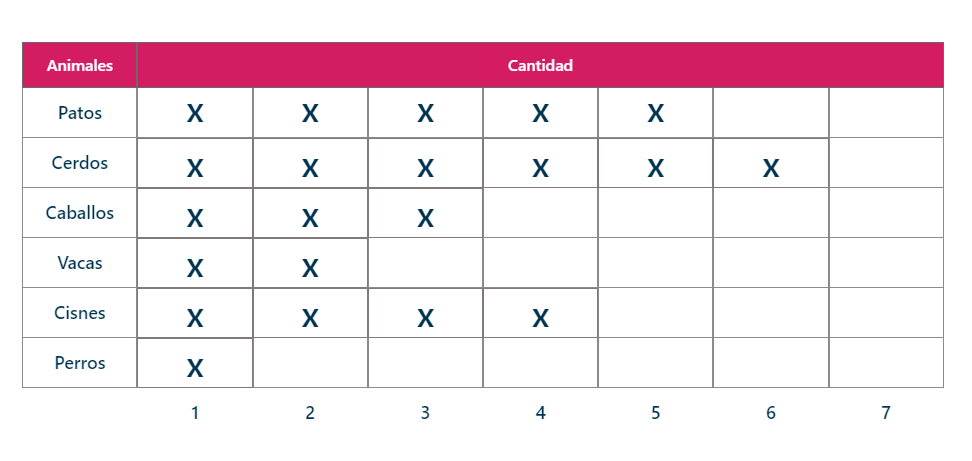 Animales Cantidad
Patos X X X X X
Cerdos X X X X X X
Caballos X X X
Vacas X X
Cisnes X X X X
Perros X
1 2 3 4 5 6 7